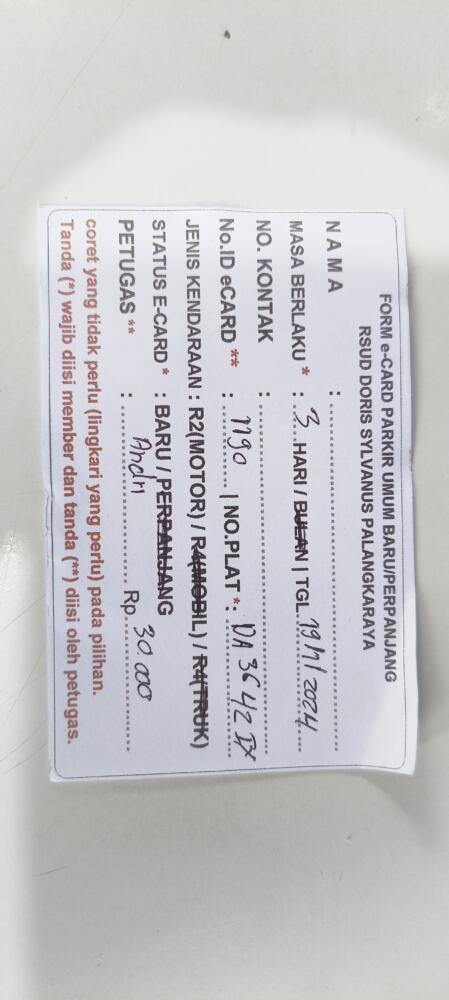 FORM e-CARD PARKIR UMUM BARU/PERPANJANG
RSUD DORIS SYLVANUS PALANGKARAYA
N A M A :
MASA BERLAKU * : 3 HARI / BULAN | TGL. 19/1/2024
NO. KONTAK :
No.ID eCARD ** : 1190 | NO.PLAT *: DA 3642 IX
JENIS KENDARAAN : R2(MOTOR) / R4(MOBIL) / R4(TRUK)
STATUS E-CARD * : BARU / PERPANJANG
PETUGAS ** : Andri Rp. 30.000
coret yang tidak perlu (lingkari yang perlu) pada pilihan.
Tanda (*) wajib diisi member dan tanda (**) diisi oleh petugas.